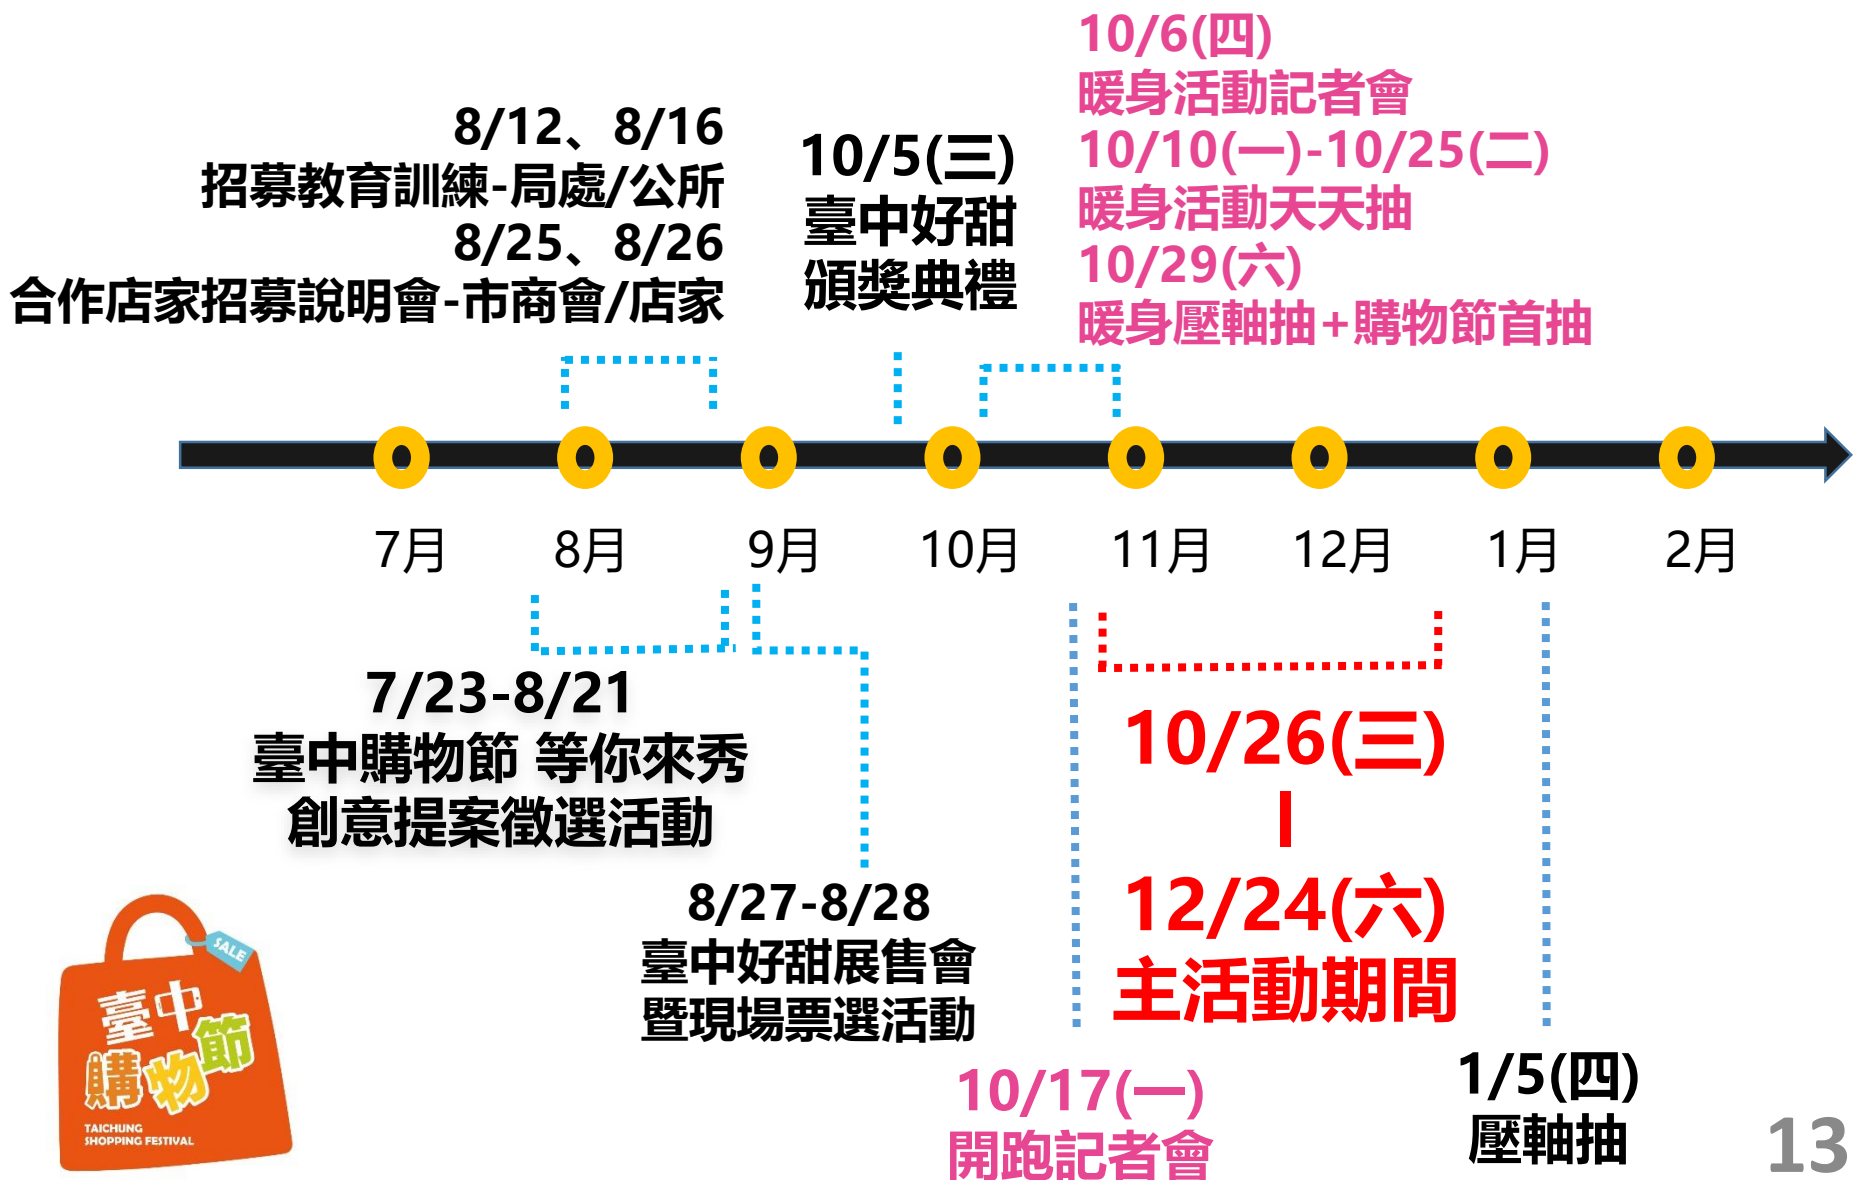 8/12、8/16
招募教育訓練-局處/公所
8/25、8/26
合作店家招募說明會-市商會/店家
10/5(三)
臺中好甜
頒獎典禮
10/6(四)
暖身活動記者會
10/10(一)-10/25(二)
暖身活動天天抽
10/29(六)
暖身壓軸抽+購物節首抽
7月
8月
9月
10月
11月
12月
1月
2月
7/23-8/21
臺中購物節 等你來秀
創意提案徵選活動
8/27-8/28
臺中好甜展售會
暨現場票選活動
10/17(一)
開跑記者會
10/26(三)
|
12/24(六)
主活動期間
1/5(四)
壓軸抽
SALE
臺中
購物節
TAICHUNG
SHOPPING FESTIVAL
13